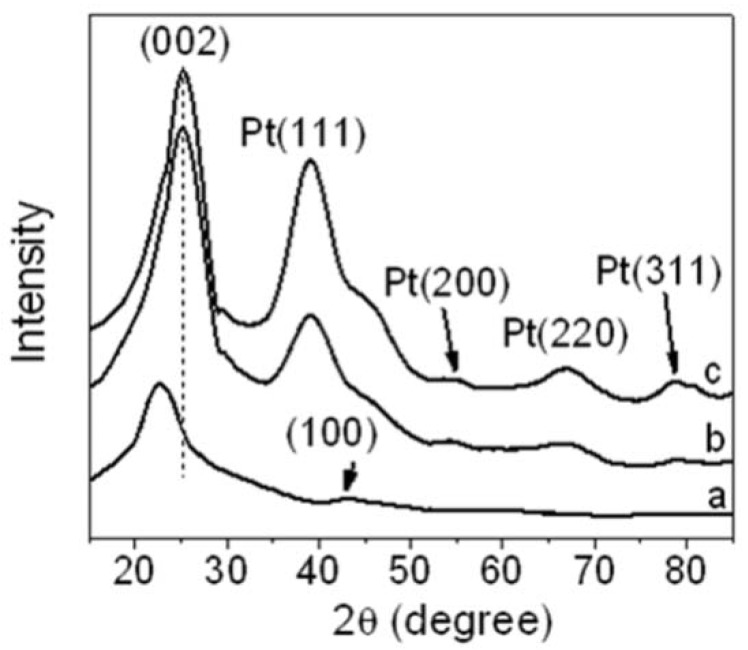 (002)
Pt(111)
Pt(200)
Pt(311)
Pt(220)
(100)
c
b
a
Intensity
20 30 40 50 60 70 80
2θ (degree)